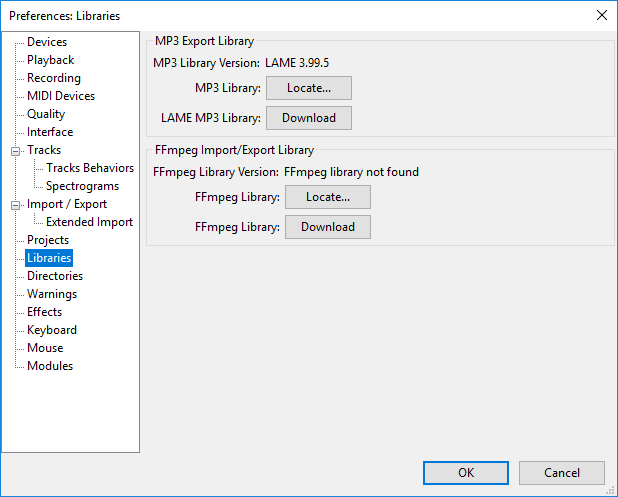 Preferences: Libraries
Devices
Playback
Recording
MIDI Devices
Quality
Interface
Tracks
Tracks Behaviors
Spectrograms
Import / Export
Extended Import
Projects
Libraries
Directories
Warnings
Effects
Keyboard
Mouse
Modules
MP3 Export Library
MP3 Library Version: LAME 3.99.5
MP3 Library: Locate...
LAME MP3 Library: Download
FFmpeg Import/Export Library
FFmpeg Library Version: FFmpeg library not found
FFmpeg Library: Locate...
FFmpeg Library: Download
OK Cancel